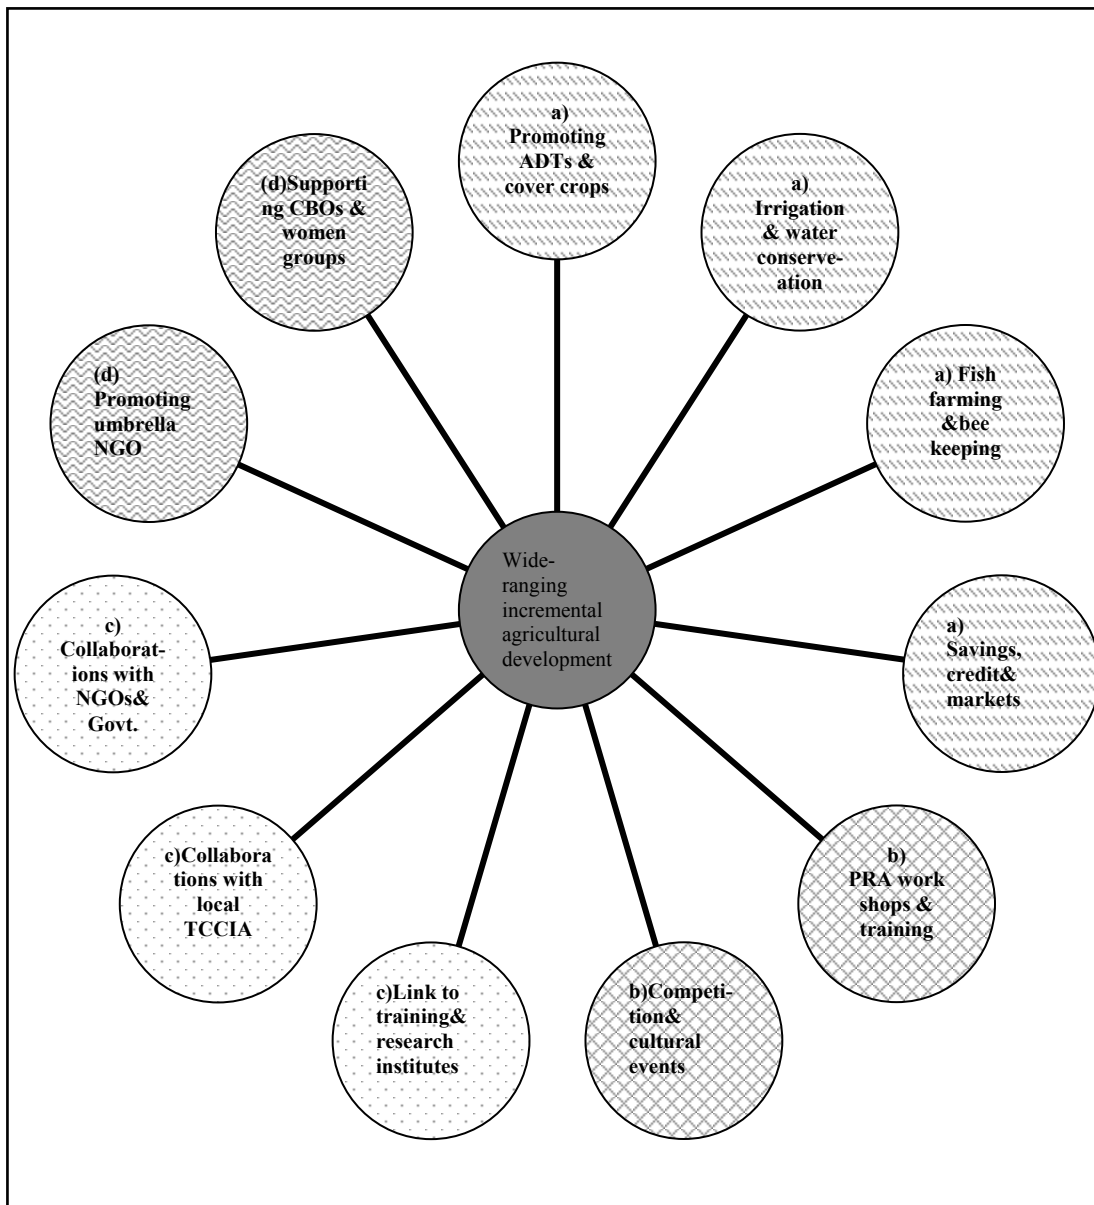 a)
Promoting
ADTs &
cover crops
a)
Irrigation
& water
conserve-
ation
a) Fish
farming
&bee
keeping
a)
Savings,
credit&
markets
b)
PRA work
shops &
training
b)Competi-
tion&
cultural
events
c)Link to
training&
research
institutes
c)Collabora
tions with
local
TCCIA
c)
Collaborat-
ions with
NGOs&
Govt.
(d)
Promoting
umbrella
NGO
(d)Supporti
ng CBOs &
women
groups
Wide-
ranging
incremental
agricultural
development